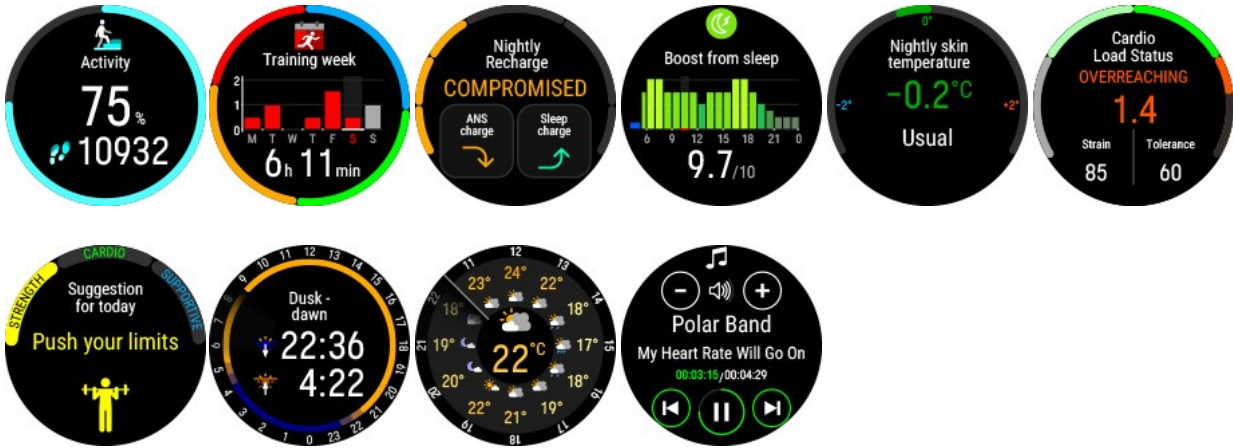 Activity
75%
10932
Training week
2
1
0
M T W T F S S
6h 11min
Nightly
Recharge
COMPROMISED
ANS
charge
Sleep
charge
Boost from sleep
6 9 12 15 18 21 0
9.7/10
0°
Nightly skin
temperature
-2°
+2°
-0.2°C
Usual
Cardio
Load Status
OVERREACHING
1.4
Strain
Tolerance
85
60
STRENGTH
CARDIO
SUPPORTIVE
Suggestion
for today
Push your limits
Dusk -
dawn
22:36
4:22
0 1 2 3 4 5 6 7 8 9 10 11 12 13 14 15 16 17 18 19 20 21 22 23
11 12 13 14 15 16 17 18 19 20 21 22
23° 24° 22° 18° 17° 18° 19° 21° 22° 20° 19° 18°
22°C
Polar Band
My Heart Rate Will Go On
00:03:15/00:04:29